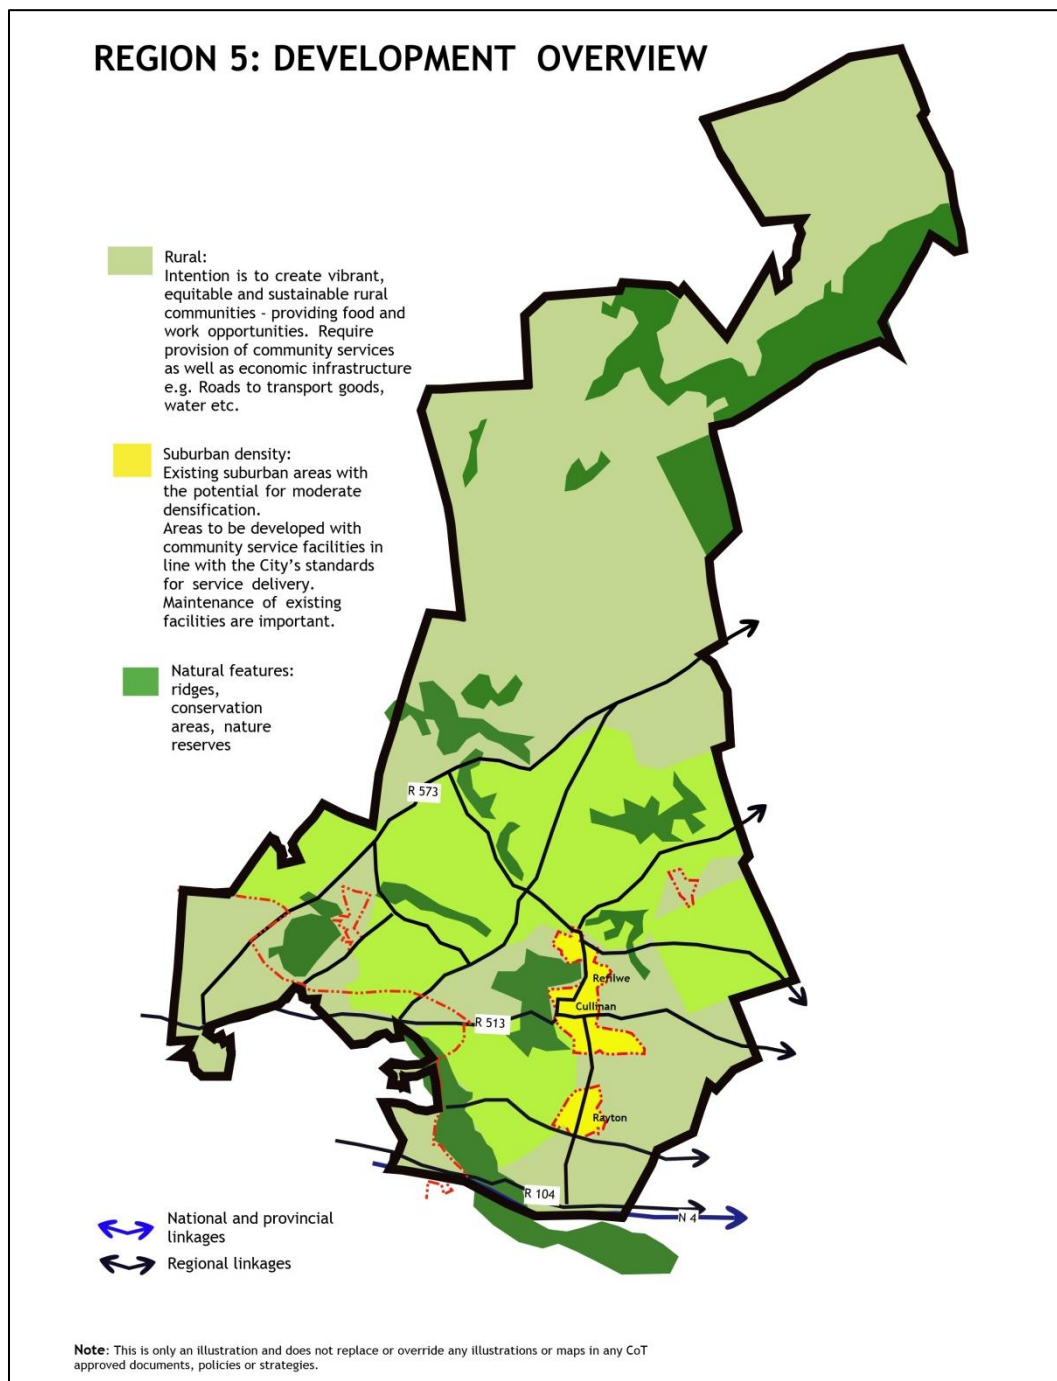 REGION 5: DEVELOPMENT OVERVIEW
Rural:
Intention is to create vibrant,
equitable and sustainable rural
communities - providing food and
work opportunities. Require
provision of community services
as well as economic infrastructure
e.g. Roads to transport goods,
water etc.
Suburban density:
Existing suburban areas with
the potential for moderate
densification.
Areas to be developed with
community service facilities in
line with the City's standards
for service delivery.
Maintenance of existing
facilities are important.
Natural features:
ridges,
conservation
areas, nature
reserves
R 573
Refilwe
Cullinan
R 513
Rayton
R 104
N 4
National and provincial
linkages
Regional linkages
Note: This is only an illustration and does not replace or override any illustrations or maps in any CoT
approved documents, policies or strategies.